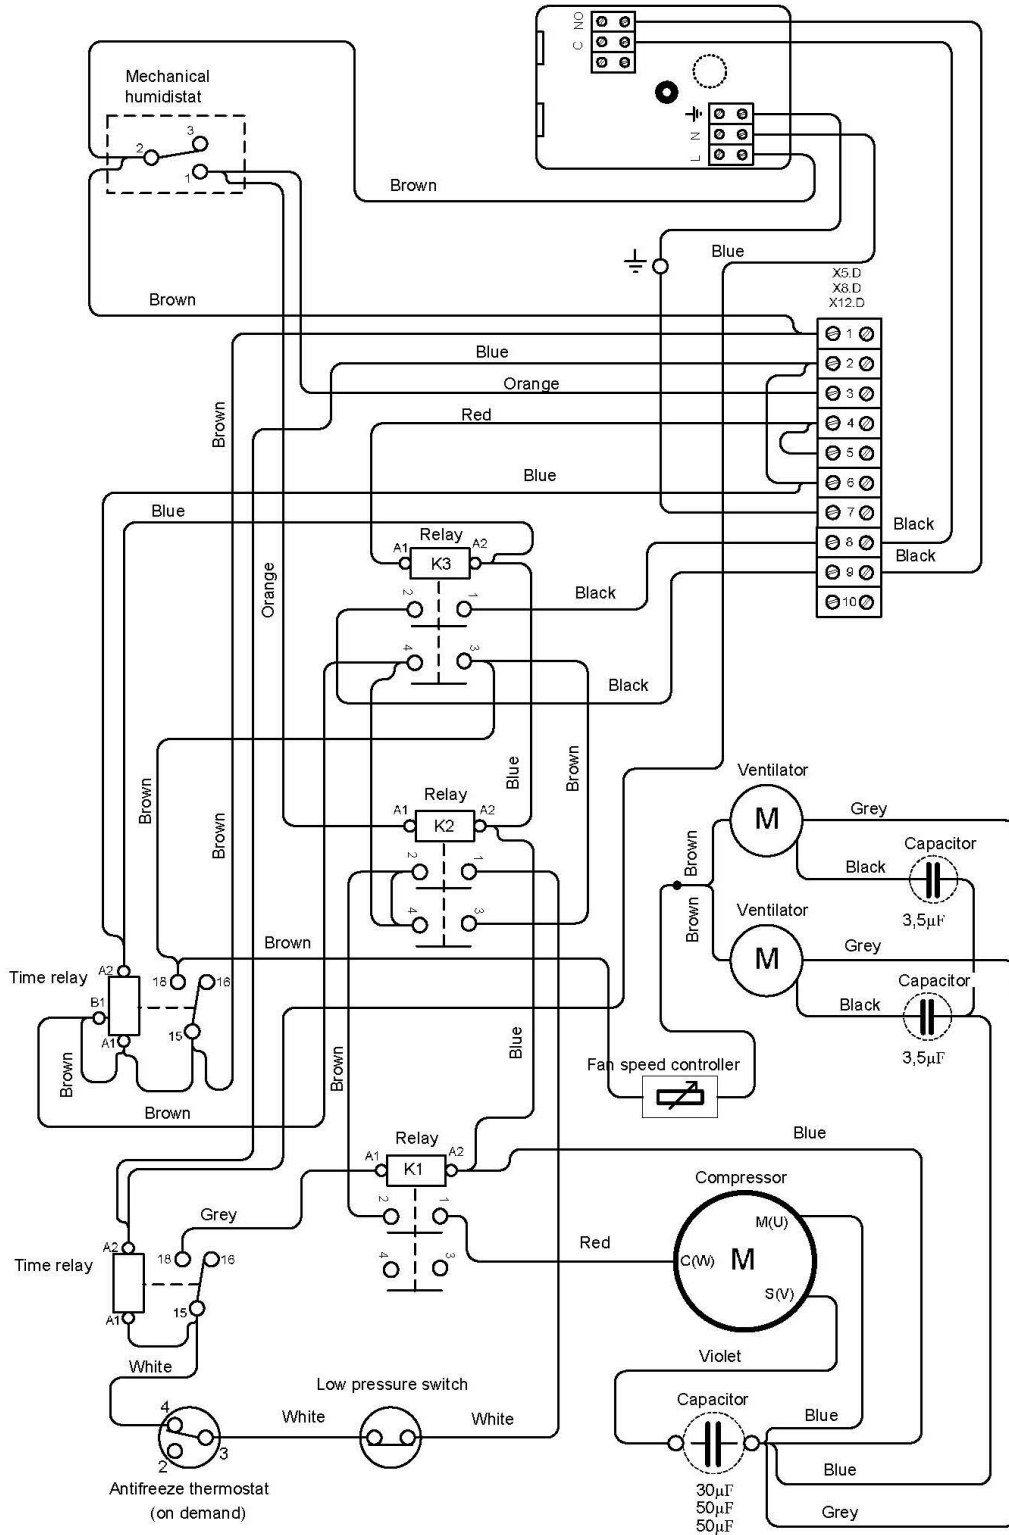 C NO
Mechanical
humidistat
3
2
1
L N
Brown
Blue
X5.D
X8.D
X12.D
Brown
1
Blue
2
Orange
3
Brown
Red
4
5
Blue
6
Blue
7
Black
Relay
8
A1 A2
K3
Black
9
Orange
2 1
Black
10
4 3
Black
Blue
Brown
Brown
Brown
Ventilator
Relay
A1 A2
K2
M
Grey
Brown
Capacitor
Black
2 1
3,5µF
4 3
Brown
Ventilator
Brown
M
Grey
Time relay
A2
18 16
Capacitor
B1
Black
15
A1
Blue
3,5µF
Brown
Brown
Fan speed controller
Brown
Relay
Blue
A1 A2
K1
Compressor
2 1
Grey
M(U)
Red
A2
18 16
4 3
C(W) M
Time relay
S(V)
15
A1
White
Violet
Low pressure switch
Capacitor
4
White
White
Blue
3
2
Blue
Antifreeze thermostat
(on demand)
30µF
50µF
50µF
Grey